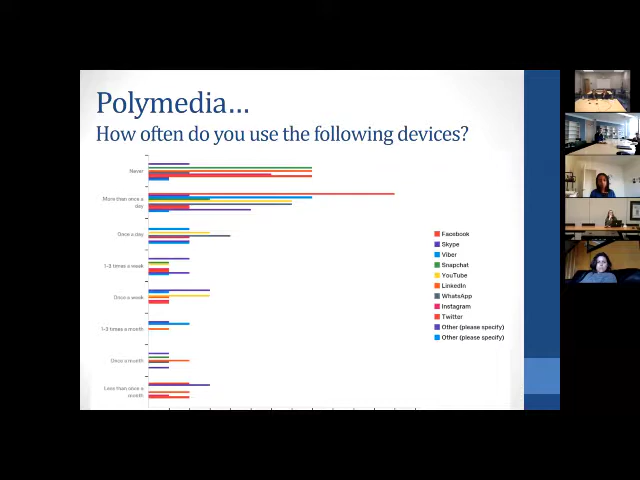 Polymedia...
How often do you use the following devices?
Never
More than once a
day
Once a day
1-3 times a week
Once a week
1-3 times a month
Once a month
Less than once a
month
Facebook
Skype
Viber
Snapchat
YouTube
LinkedIn
WhatsApp
Instagram
Twitter
Other (please specify)
Other (please specify)